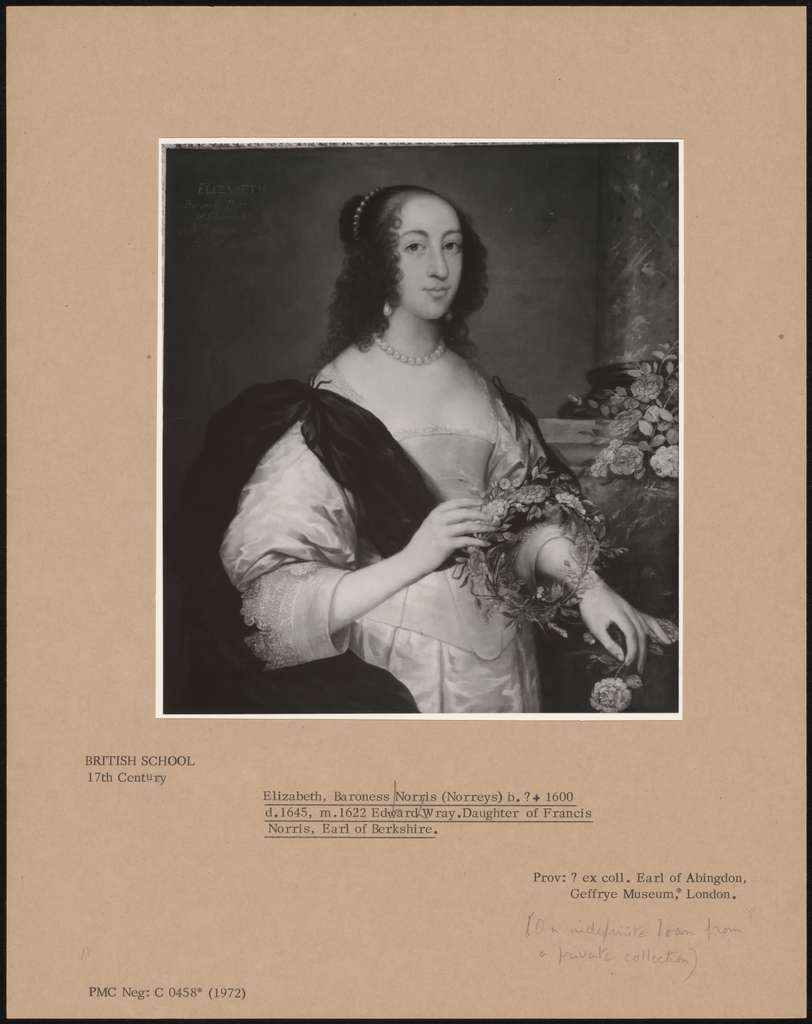 ELIZABETH
BRITISH SCHOOL
17th Century
Elizabeth, Baroness Norris (Norreys) b.?+ 1600
d.1645, m.1622 Edward Wray.Daughter of Francis
Norris, Earl of Berkshire.
Prov: ? ex coll. Earl of Abingdon,
Geffrye Museum,* London.
(On indefinite loan from
a private collection)
PMC Neg: C 0458* (1972)